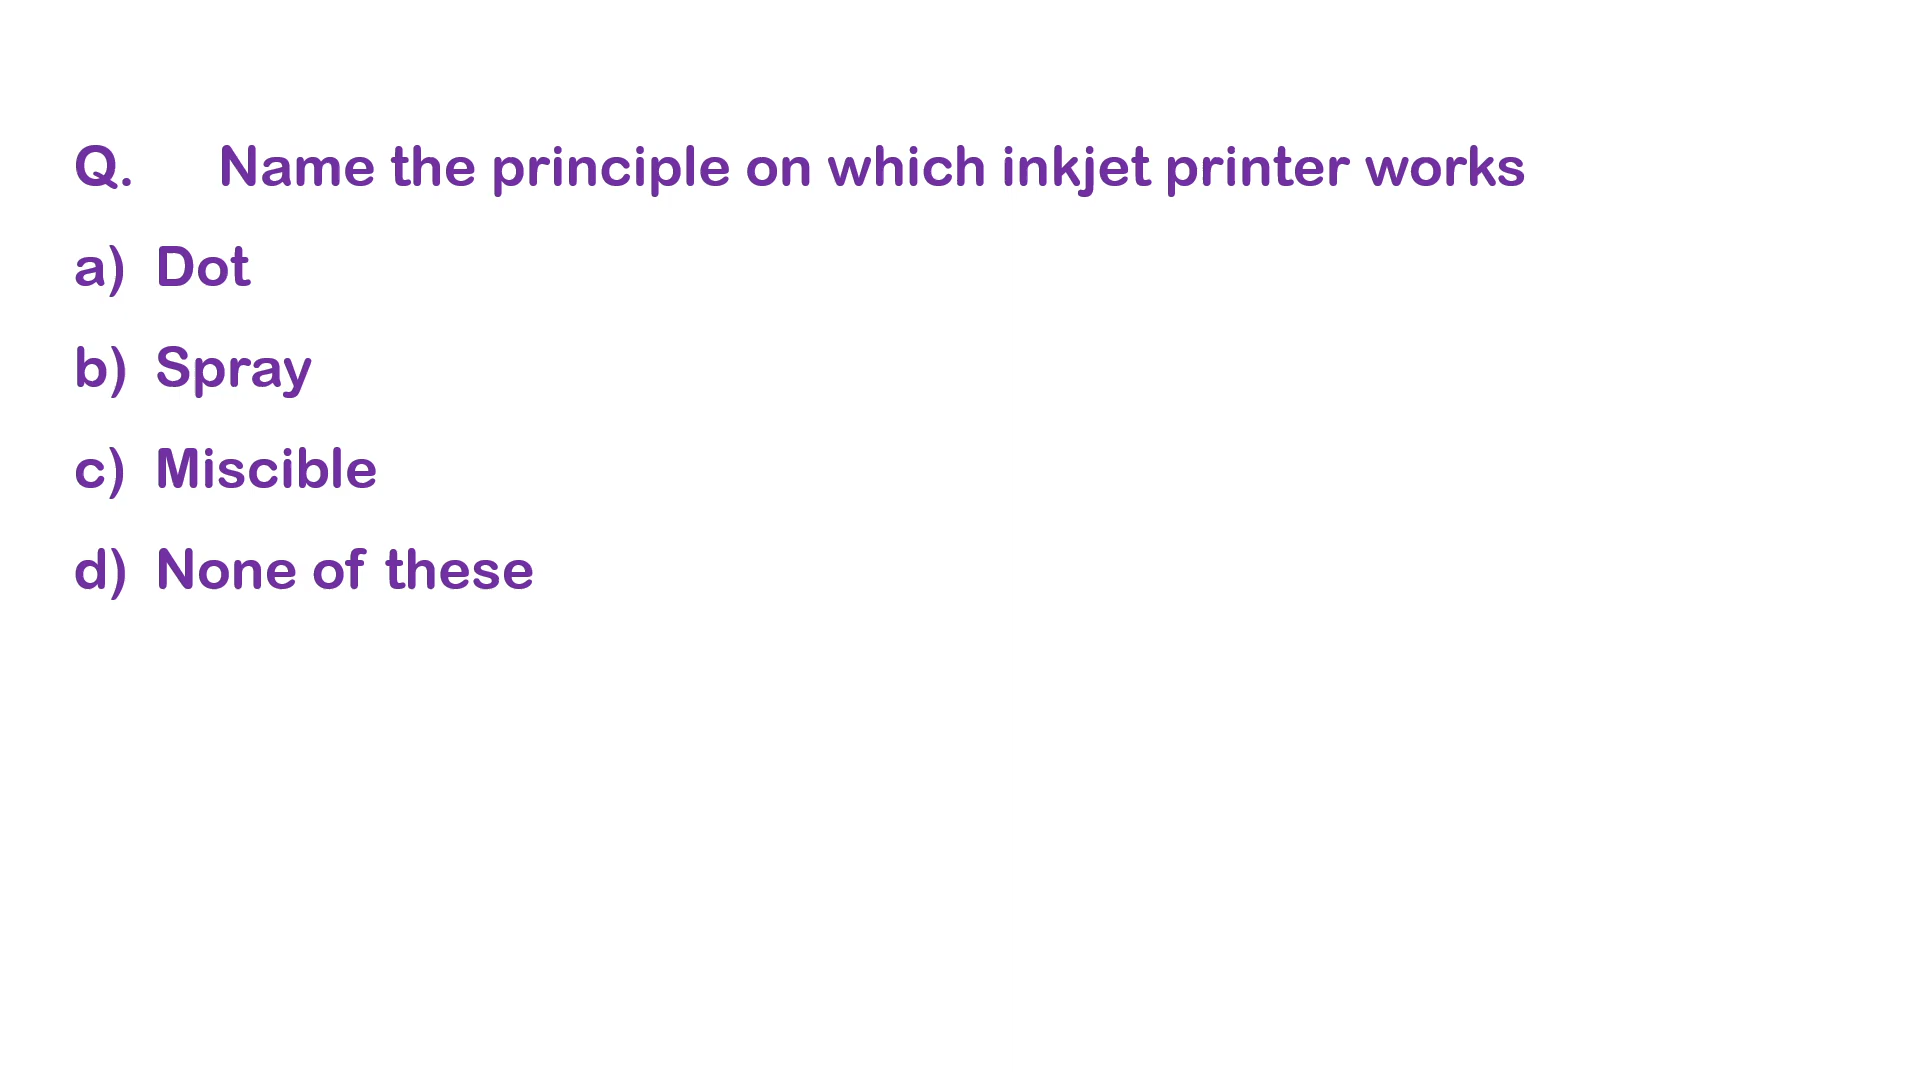 Q. Name the principle on which inkjet printer works
a) Dot
b) Spray
c) Miscible
d) None of these